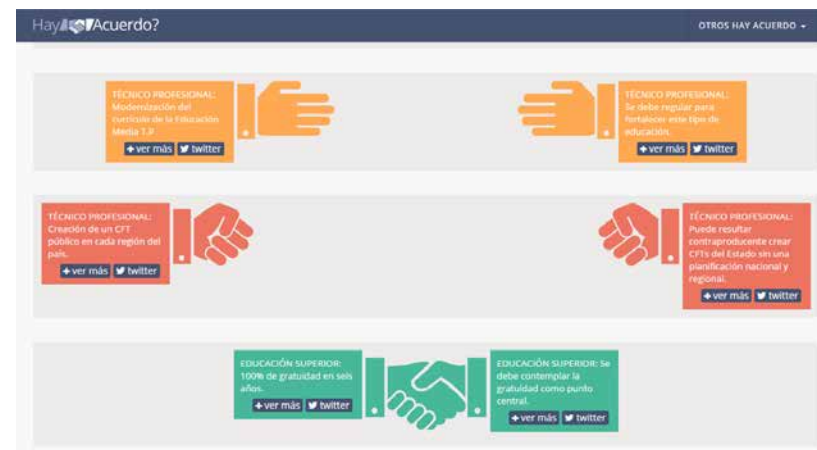 Hay Acuerdo?
OTROS HAY ACUERDO
TÉCNICO PROFESIONAL:
Modernización del
currículo de la Educación
Media T.P
+ ver más twitter
TÉCNICO PROFESIONAL:
Se debe regular para
fortalecer este tipo de
educación.
+ ver más twitter
TÉCNICO PROFESIONAL:
Creación de un CFT
público en cada región del
país.
+ ver más twitter
TÉCNICO PROFESIONAL:
Puede resultar
contraproducente crear
CFTs del Estado sin una
planificación nacional y
regional.
+ ver más twitter
EDUCACIÓN SUPERIOR:
100% de gratuidad en seis
años.
+ ver más twitter
EDUCACIÓN SUPERIOR: Se
debe contemplar la
gratuidad como punto
central.
+ ver más twitter